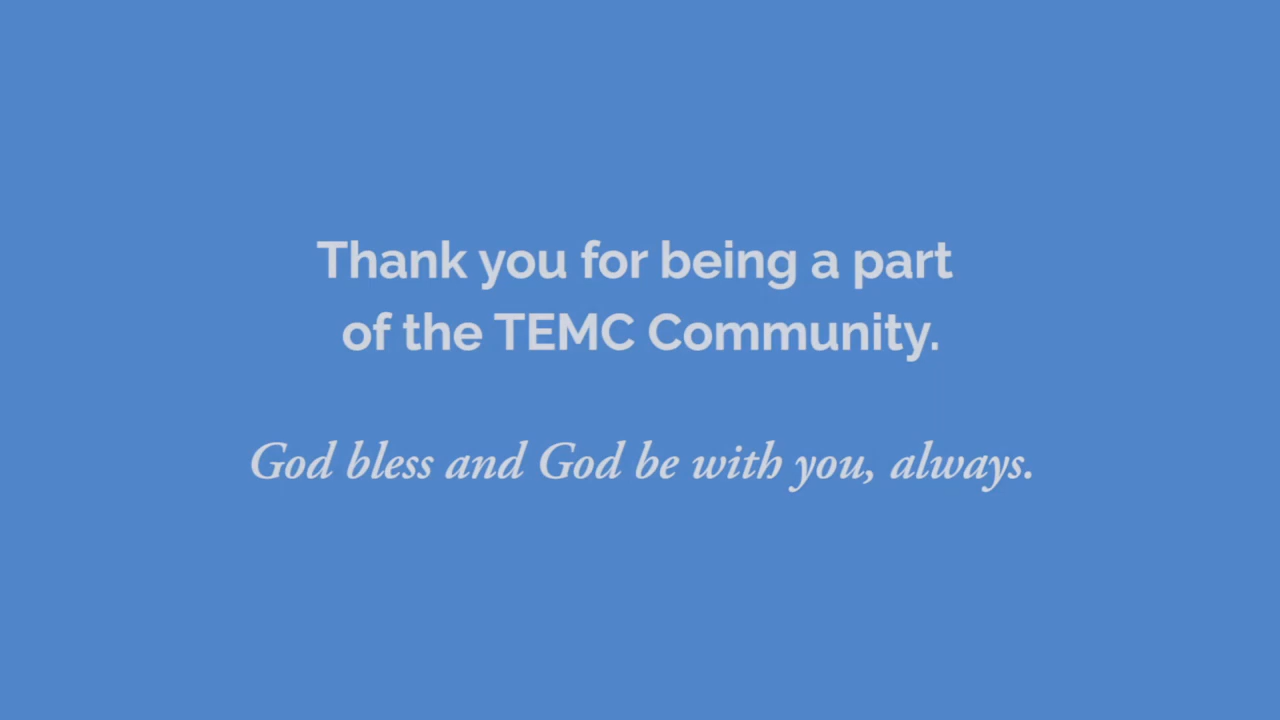 Thank you for being a part
of the TEMC Community.
God bless and God be with you, always.